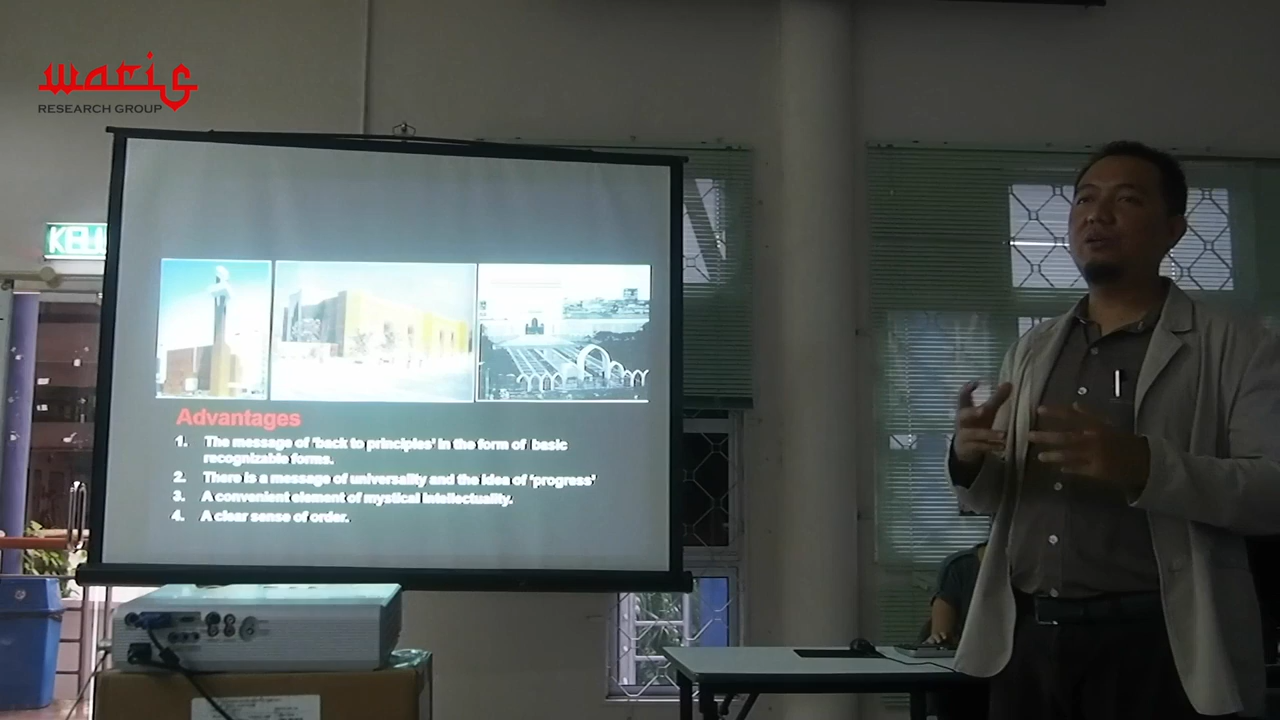 waris
RESEARCH GROUP
KELU
Advantages
1. The message of 'back to principles' in the form of basic
recognizable forms.
2. There is a message of universality and the idea of 'progress'
3. A convenient element of mystical intellectuality.
4. A clear sense of order.